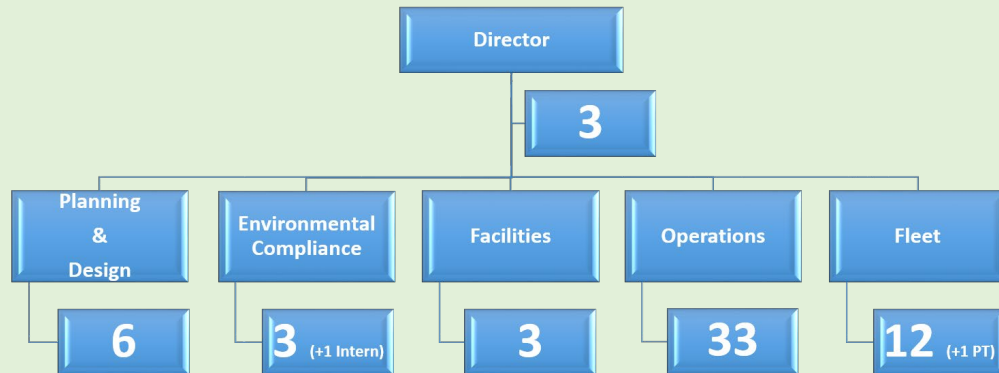 Director
3
Planning
&
Design
Environmental
Compliance
Facilities
Operations
Fleet
6
3 (+1 Intern)
3
33
12 (+1 PT)